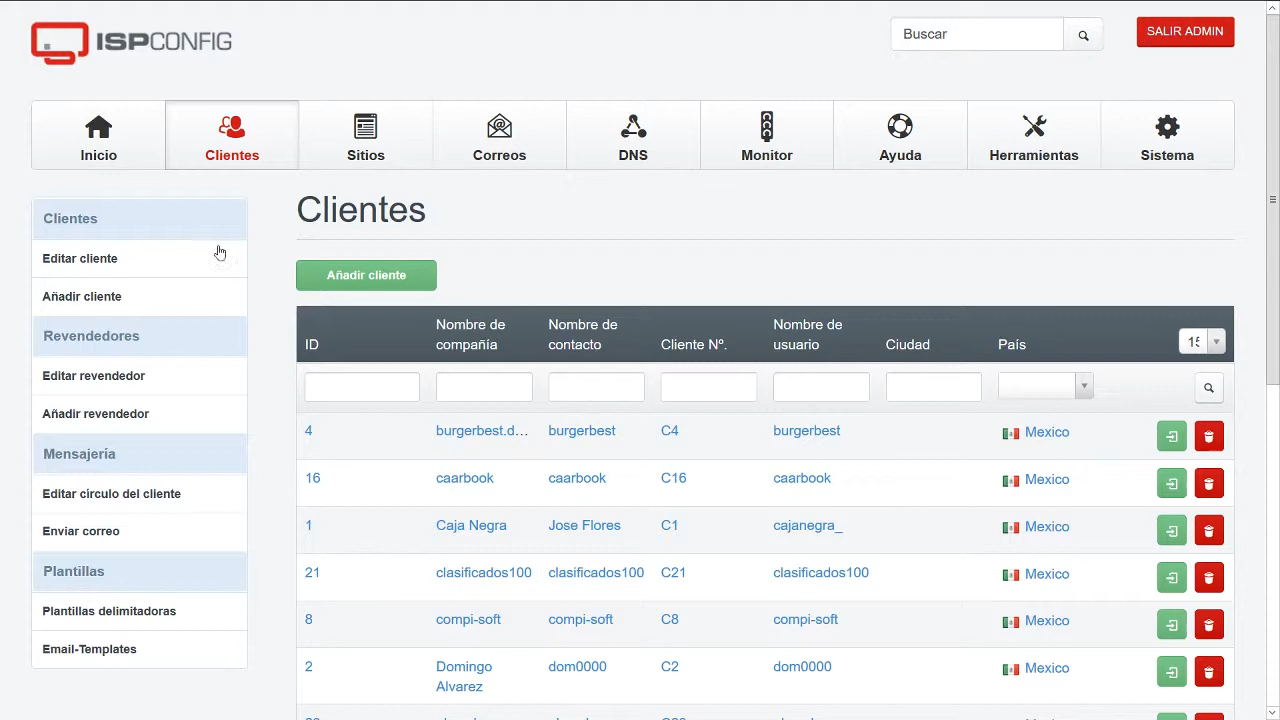 ISPCONFIG
Buscar
SALIR ADMIN
Inicio
Clientes
Sitios
Correos
DNS
Monitor
Ayuda
Herramientas
Sistema
Clientes
Editar cliente
Añadir cliente
Revendedores
Editar revendedor
Añadir revendedor
Mensajería
Editar círculo del cliente
Enviar correo
Plantillas
Plantillas delimitadoras
Email-Templates
Clientes
Añadir cliente
ID
Nombre de
compañía
Nombre de
contacto
Cliente Nº.
Nombre de
usuario
Ciudad
País
15
4 burgerbest.d... burgerbest C4 burgerbest Mexico
16 caarbook caarbook C16 caarbook Mexico
1 Caja Negra Jose Flores C1 cajanegra_ Mexico
21 clasificados100 clasificados100 C21 clasificados100 Mexico
8 compi-soft compi-soft C8 compi-soft Mexico
2 Domingo dom0000 C2 dom0000 Mexico
Alvarez